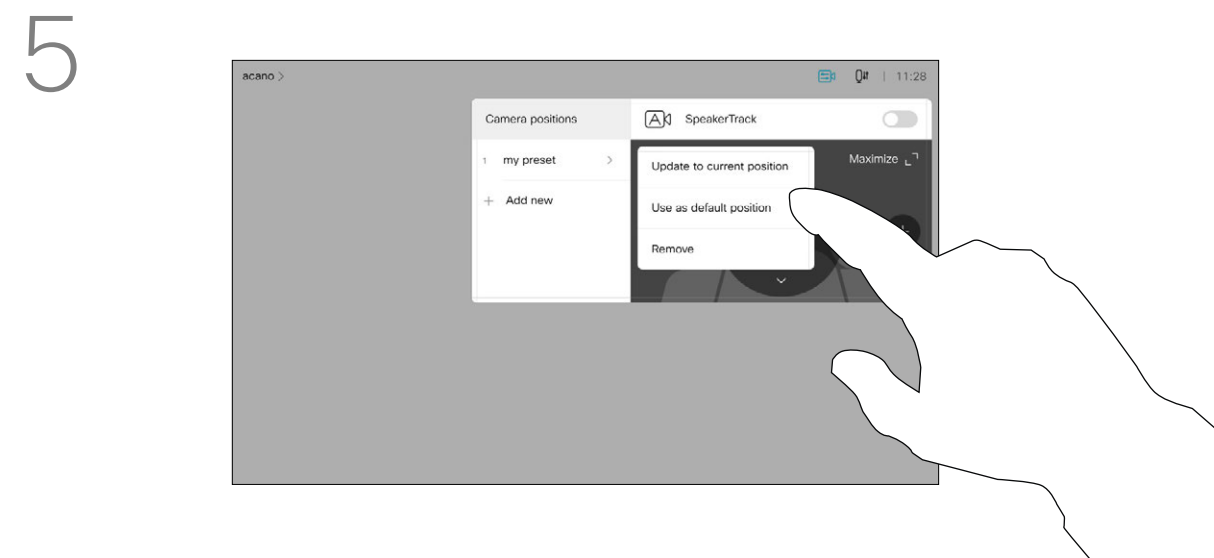 5
acano >
11:28
Camera positions
SpeakerTrack
1 my preset >
Maximize
+ Add new
Update to current position
Use as default position
Remove